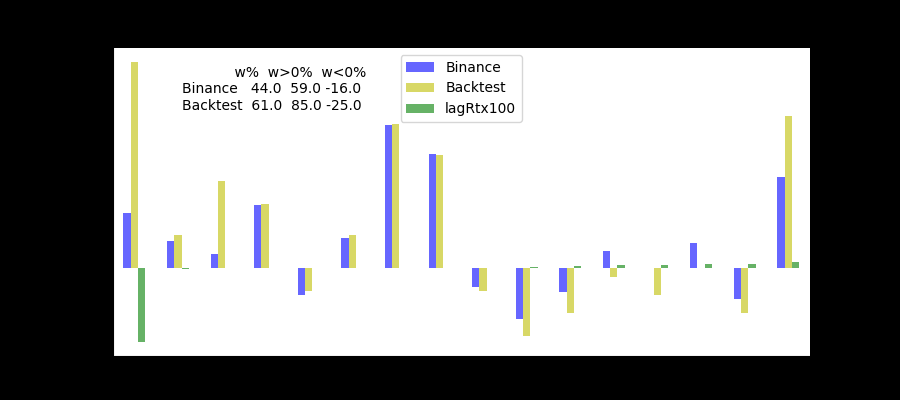 w% w>0% w<0%
Binance 44.0 59.0 -16.0
Backtest 61.0 85.0 -25.0
Binance
Backtest
lagRtx100